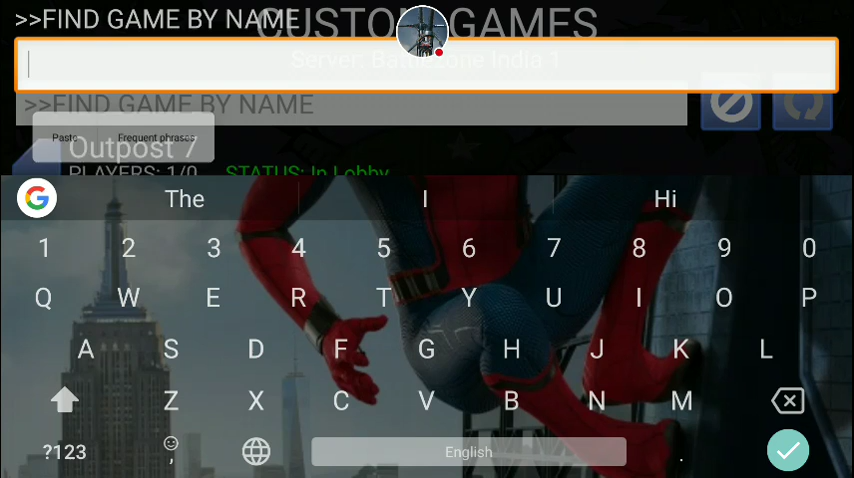 CUSTOM GAMES
>>FIND GAME BY NAME
Server: Battlezone India 1
>>FIND GAME BY NAME
Paste Frequent phrases
Outpost 7
PLAYERS: 1/0 STATUS: In Lobby
G The I Hi
1 2 3 4 5 6 7 8 9 0
Q W E R T Y U I O P
A S D F G H J K L
Z X C V B N M
?123 , English .